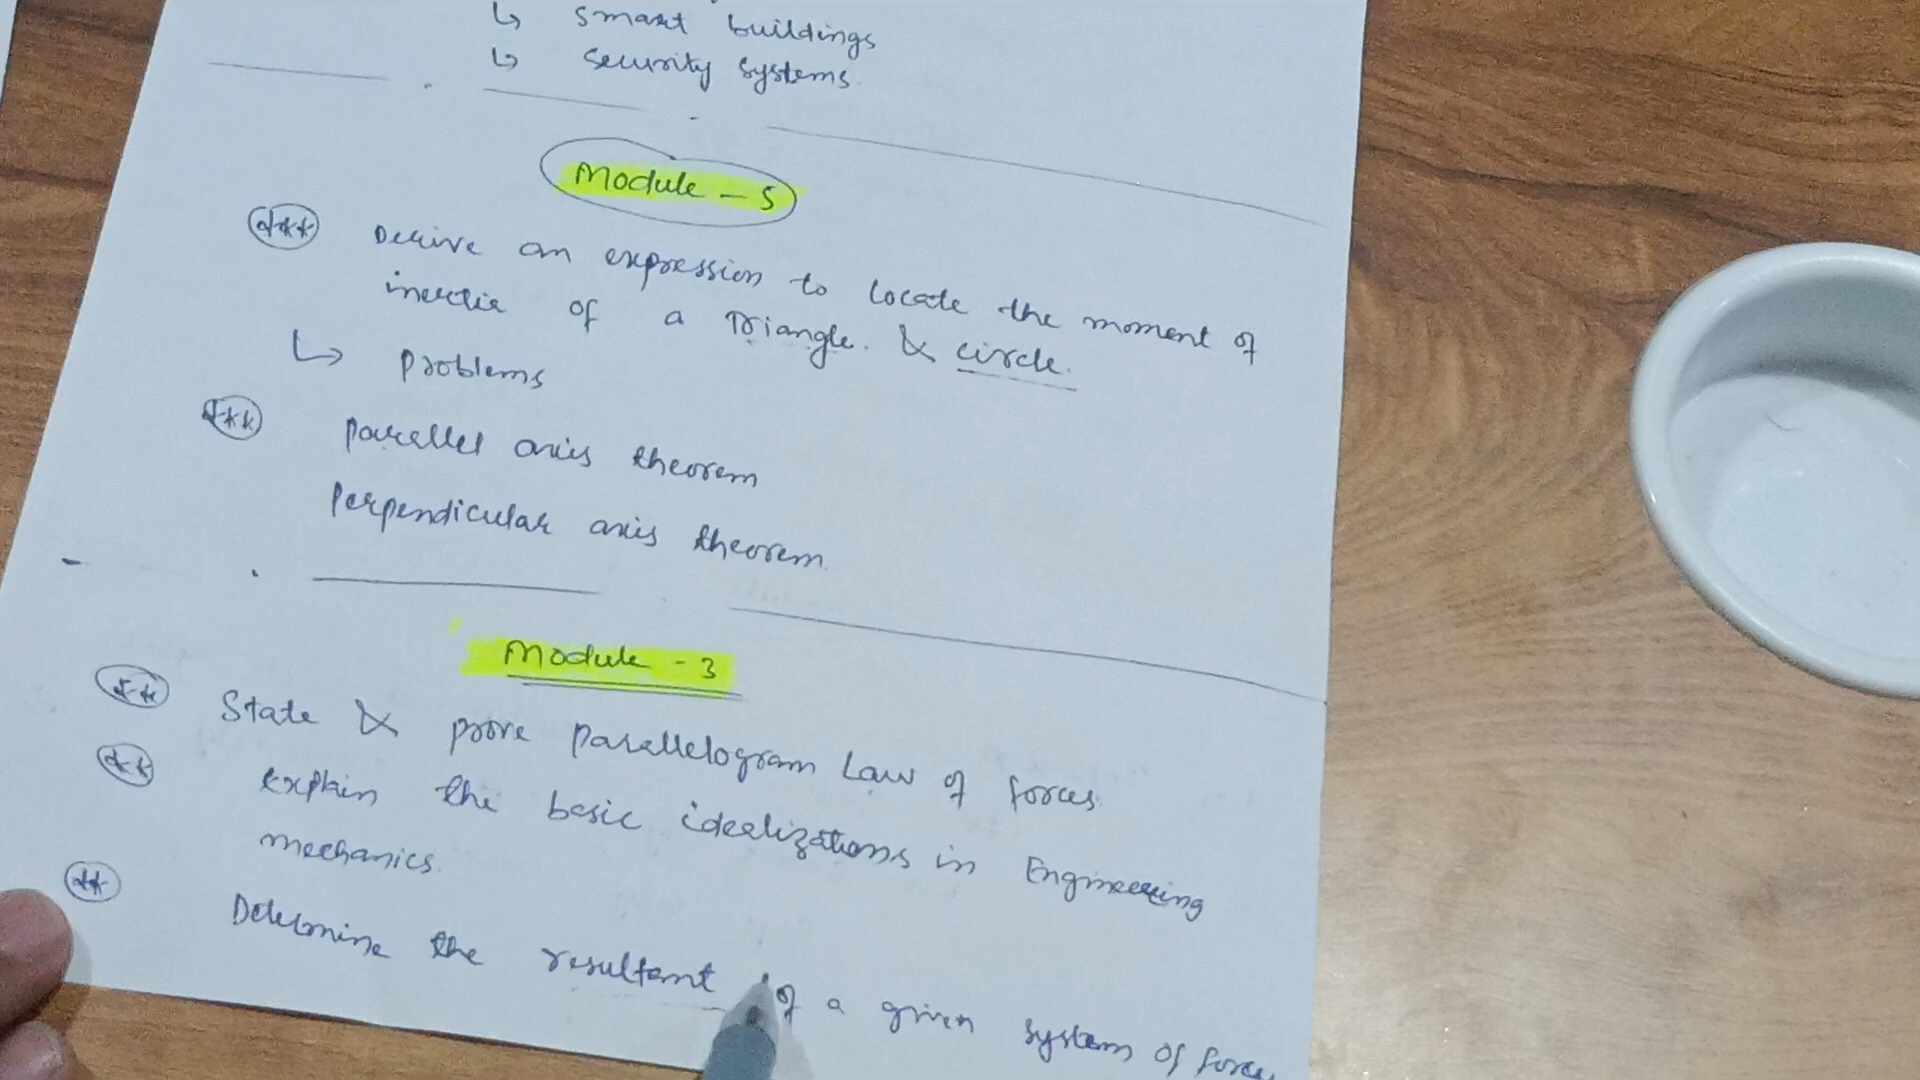 ↳ smart buildings
↳ security systems.
Module - 5
*** Derive an expression to locate the moment of
inertia of a Triangle. & circle.
↳ problems
*** parallel axis theorem
Perpendicular axis theorem
Module - 3
** State & prove parallelogram Law of forces.
** explain the basic idealizations in Engineering
mechanics.
** Determine the resultant of a given system of forces